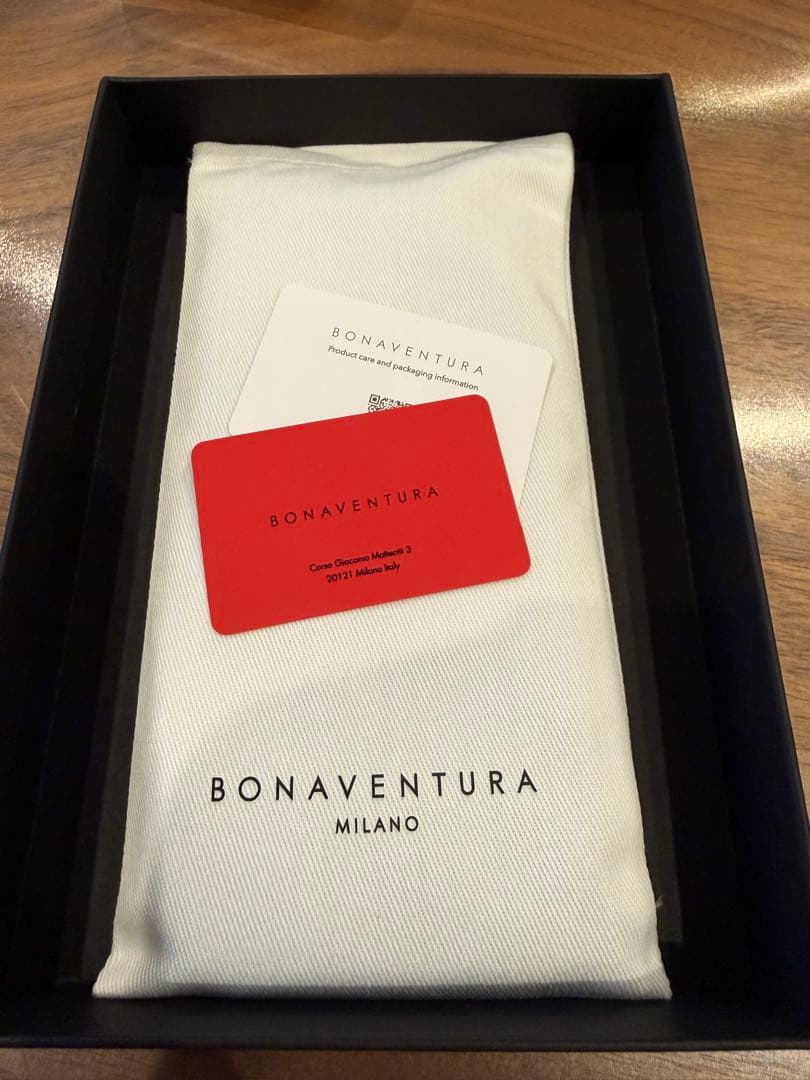 BONAVENTURA
Product care and packaging information
BONAVENTURA
Corso Giacomo Matteotti 3
20121 Milano Italy
BONAVENTURA
MILANO